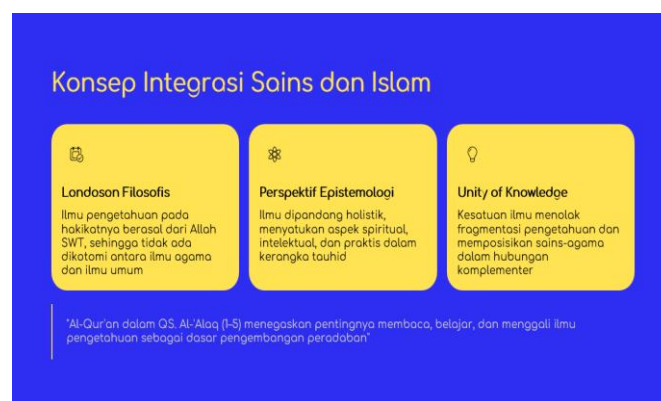 Konsep Integrasi Sains dan Islam
Landasan Filosofis
Ilmu pengetahuan pada
hakikatnya berasal dari Allah
SWT, sehingga tidak ada
dikotomi antara ilmu agama
dan ilmu umum
Perspektif Epistemologi
Ilmu dipandang holistik,
menyatukan aspek spiritual,
intelektual, dan praktis dalam
kerangka tauhid
Unity of Knowledge
Kesatuan ilmu menolak
fragmentasi pengetahuan dan
memposisikan sains-agama
dalam hubungan
komplementer
"Al-Qur'an dalam QS. Al-'Alaq (1–5) menegaskan pentingnya membaca, belajar, dan menggali ilmu
pengetahuan sebagai dasar pengembangan peradaban"